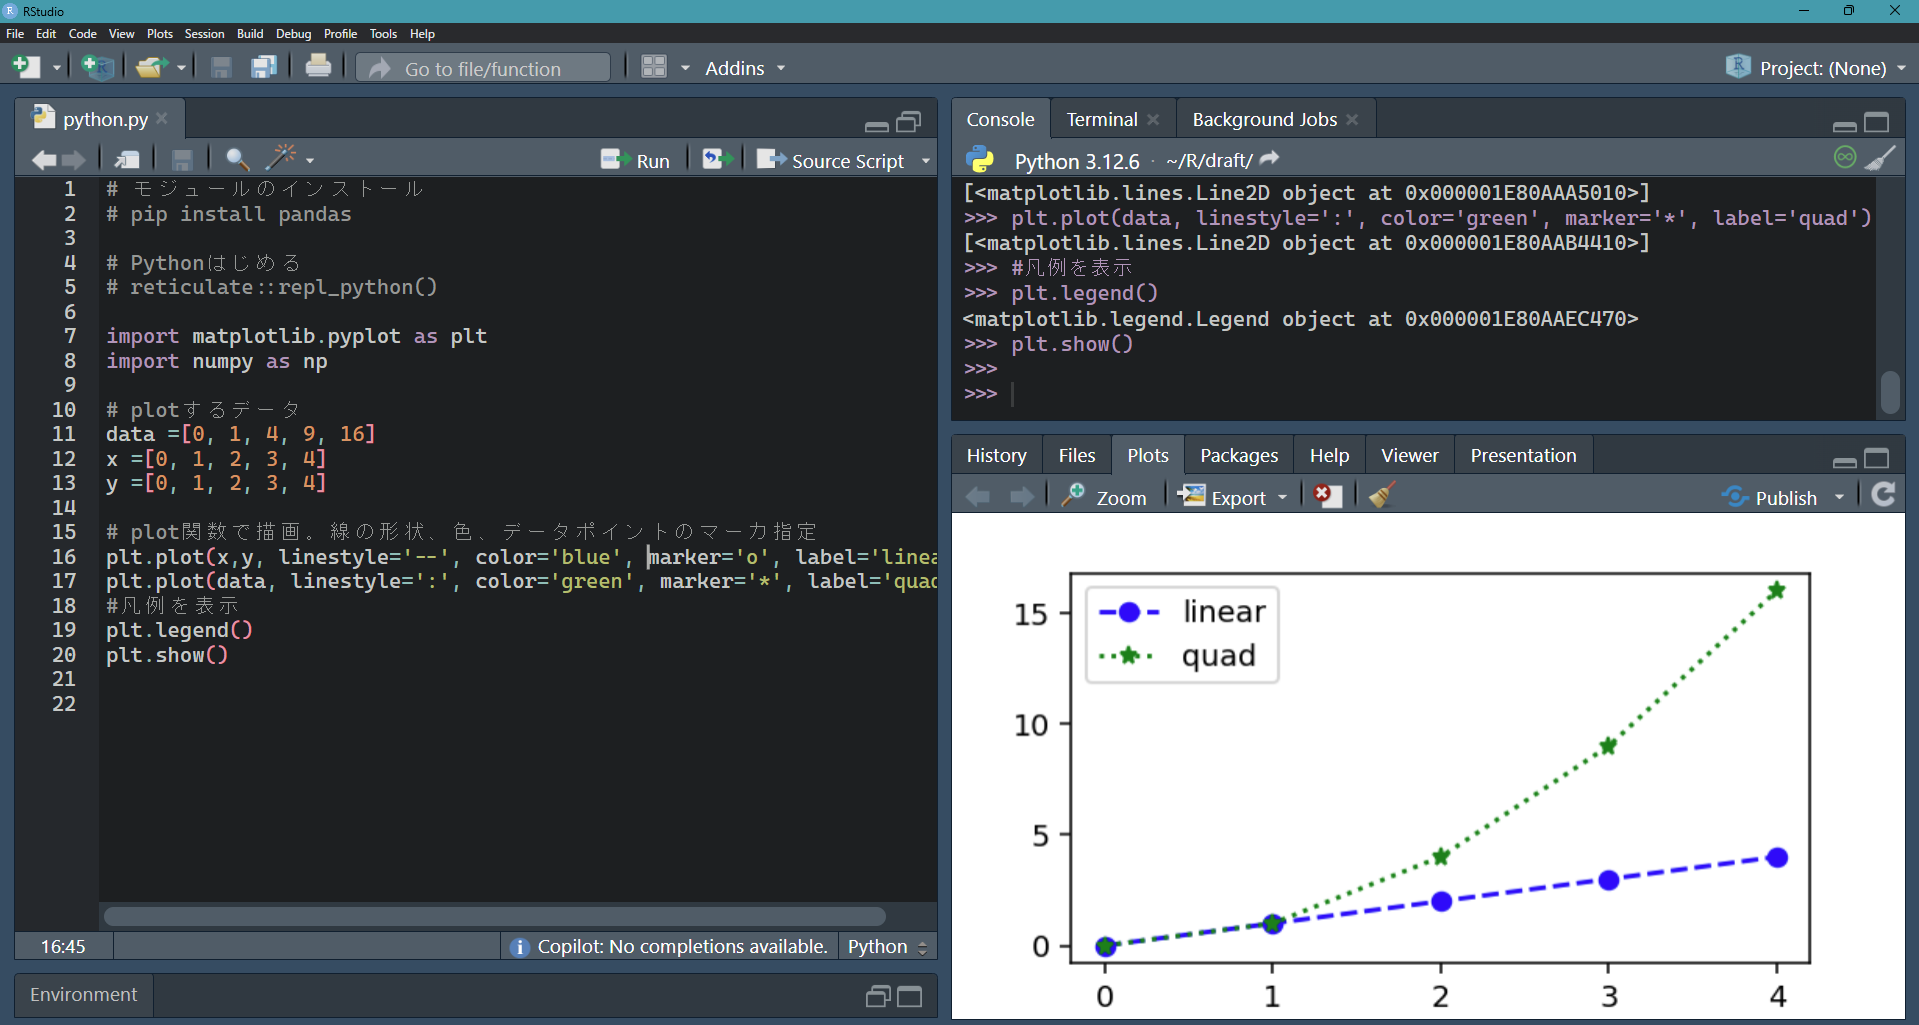 RStudio
File Edit Code View Plots Session Build Debug Profile Tools Help
Go to file/function
Addins
Project: (None)
python.py
Run
Source Script
1 # モジュールのインストール
2 # pip install pandas
3
4 # Pythonはじめる
5 # reticulate::repl_python()
6
7 import matplotlib.pyplot as plt
8 import numpy as np
9
10 # plotするデータ
11 data =[0, 1, 4, 9, 16]
12 x =[0, 1, 2, 3, 4]
13 y =[0, 1, 2, 3, 4]
14
15 # plot関数で描画。線の形状、色、データポイントのマーカ指定
16 plt.plot(x,y, linestyle='--', color='blue', marker='o', label='linea
17 plt.plot(data, linestyle=':', color='green', marker='*', label='quad
18 #凡例を表示
19 plt.legend()
20 plt.show()
21
22
16:45
Copilot: No completions available.
Python
Environment
Console Terminal Background Jobs
Python 3.12.6 · ~/R/draft/
[<matplotlib.lines.Line2D object at 0x000001E80AAA5010>]
>>> plt.plot(data, linestyle=':', color='green', marker='*', label='quad')
[<matplotlib.lines.Line2D object at 0x000001E80AAB4410>]
>>> #凡例を表示
>>> plt.legend()
<matplotlib.legend.Legend object at 0x000001E80AAEC470>
>>> plt.show()
>>>
>>>
History Files Plots Packages Help Viewer Presentation
Zoom Export Publish
linear
quad
15
10
5
0
0 1 2 3 4